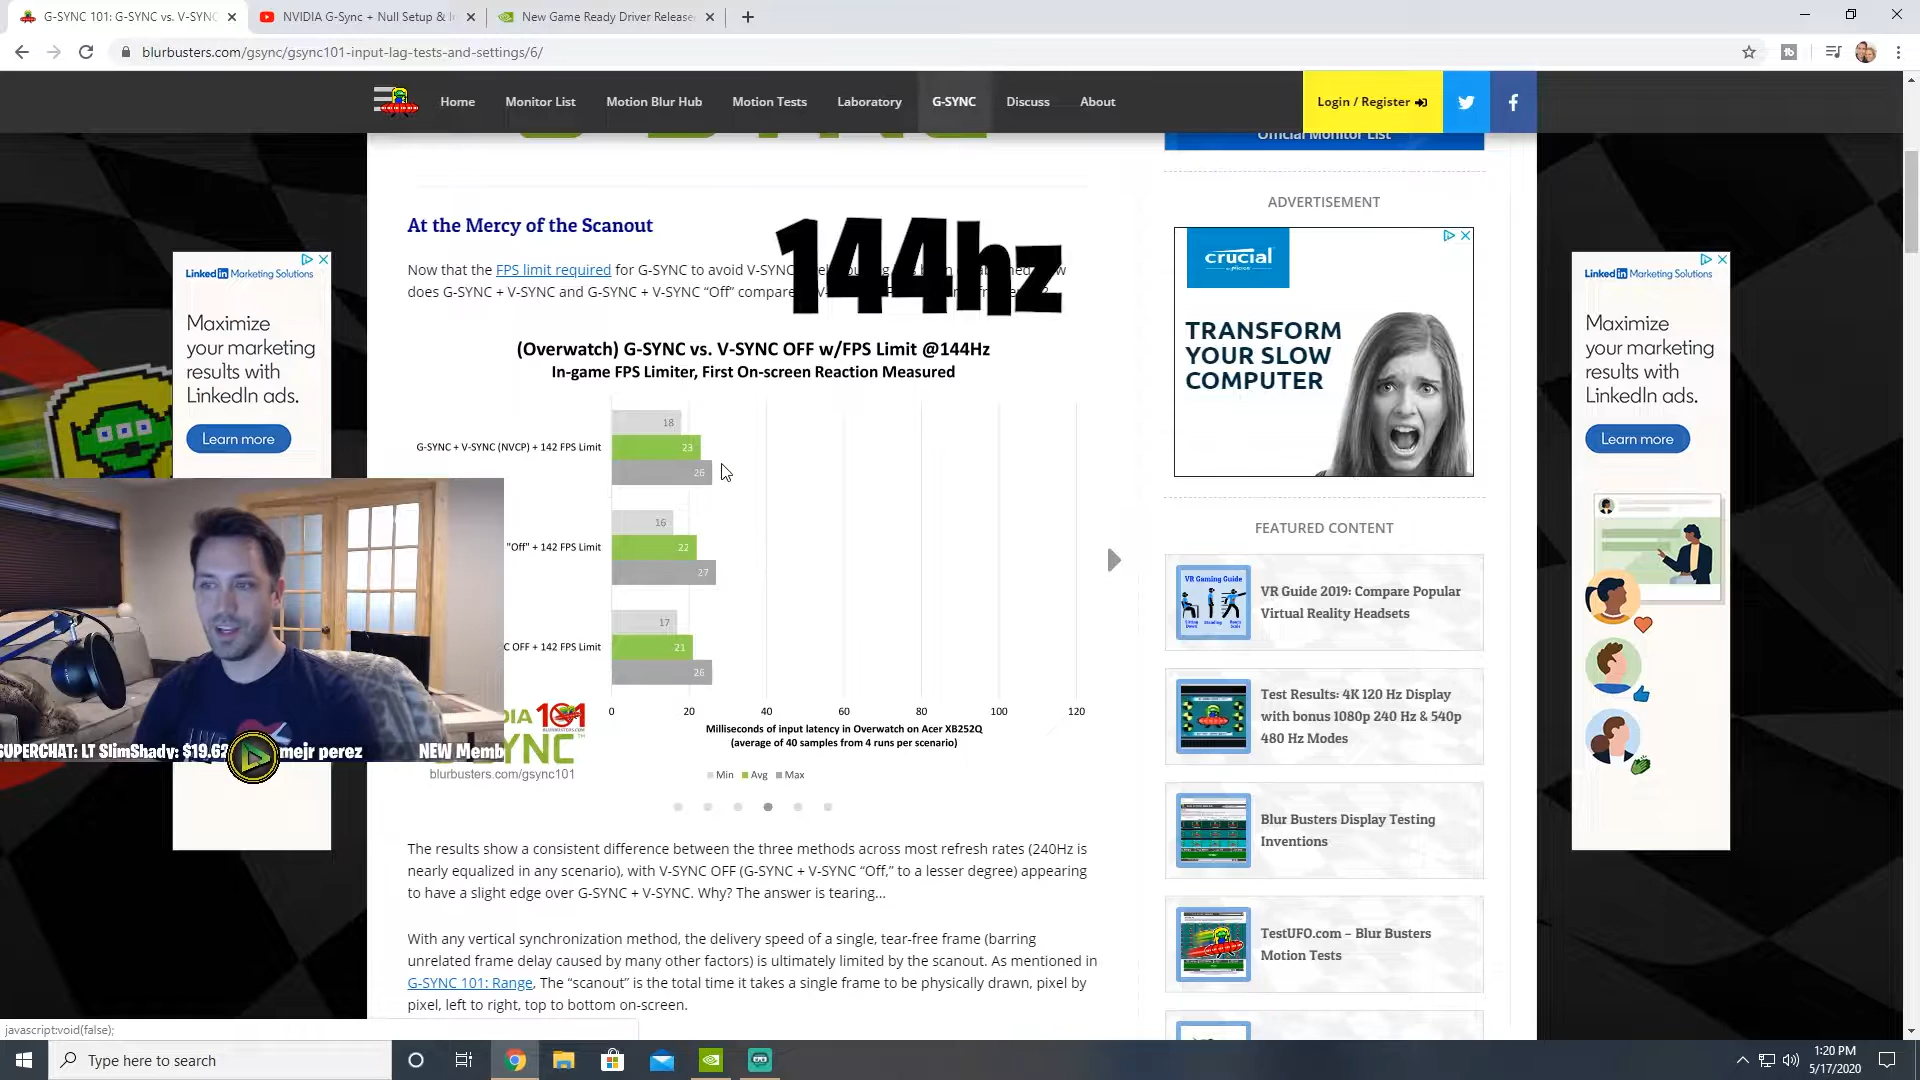 G-SYNC 101: G-SYNC vs. V-SYNC
NVIDIA G-Sync + Null Setup &
New Game Ready Driver Release
blurbusters.com/gsync/gsync101-input-lag-tests-and-settings/6/
Home
Monitor List
Motion Blur Hub
Motion Tests
Laboratory
G-SYNC
Discuss
About
Login / Register
Official Monitor List
At the Mercy of the Scanout
144hz
Now that the FPS limit required for G-SYNC to avoid V-SYNC
does G-SYNC + V-SYNC and G-SYNC + V-SYNC “Off” compare
(Overwatch) G-SYNC vs. V-SYNC OFF w/FPS Limit @144Hz
In-game FPS Limiter, First On-screen Reaction Measured
G-SYNC + V-SYNC (NVCP) + 142 FPS Limit
18
23
26
"Off" + 142 FPS Limit
16
22
27
C OFF + 142 FPS Limit
17
21
26
0 20 40 60 80 100 120
Milliseconds of input latency in Overwatch on Acer XB252Q
(average of 40 samples from 4 runs per scenario)
Min Avg Max
DIA 101
YNC
blurbusters.com/gsync101
The results show a consistent difference between the three methods across most refresh rates (240Hz is
nearly equalized in any scenario), with V-SYNC OFF (G-SYNC + V-SYNC “Off,” to a lesser degree) appearing
to have a slight edge over G-SYNC + V-SYNC. Why? The answer is tearing…
With any vertical synchronization method, the delivery speed of a single, tear-free frame (barring
unrelated frame delay caused by many other factors) is ultimately limited by the scanout. As mentioned in
G-SYNC 101: Range, The “scanout” is the total time it takes a single frame to be physically drawn, pixel by
pixel, left to right, top to bottom on-screen.
ADVERTISEMENT
crucial
by Micron
TRANSFORM
YOUR SLOW
COMPUTER
FEATURED CONTENT
VR Gaming Guide
VR Guide 2019: Compare Popular
Virtual Reality Headsets
Test Results: 4K 120 Hz Display
with bonus 1080p 240 Hz & 540p
480 Hz Modes
Blur Busters Display Testing
Inventions
TestUFO.com – Blur Busters
Motion Tests
Linked in Marketing Solutions
Maximize
your marketing
results with
LinkedIn ads.
Learn more
Linked in Marketing Solutions
Maximize
your marketing
results with
LinkedIn ads.
Learn more
SUPERCHAT: LT SlimShady: $19.62
mejr perez
NEW Memb
javascript:void(false);
Type here to search
1:20 PM
5/17/2020